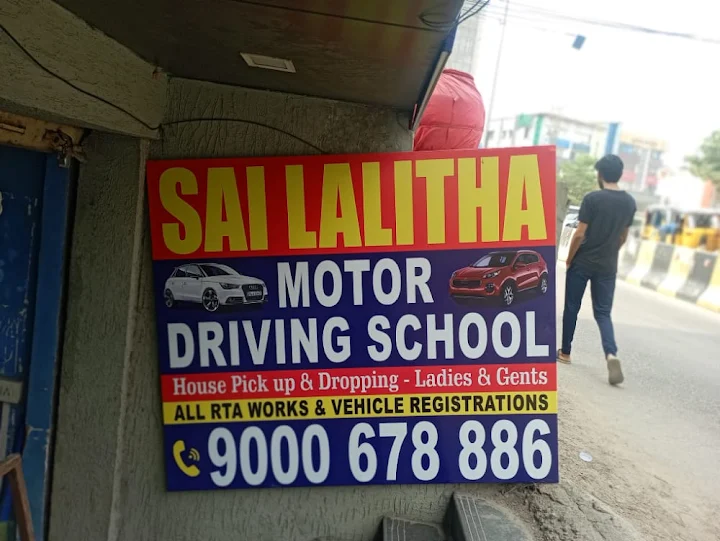 SAI LALITHA
MOTOR
DRIVING SCHOOL
House Pick up & Dropping - Ladies & Gents
ALL RTA WORKS & VEHICLE REGISTRATIONS
9000 678 886